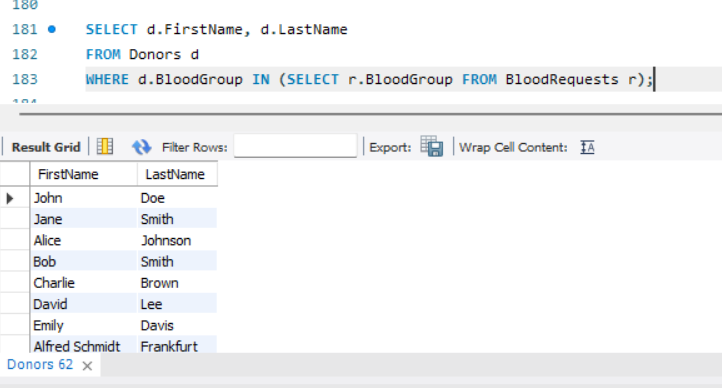 180
181 SELECT d.FirstName, d.LastName
182 FROM Donors d
183 WHERE d.BloodGroup IN (SELECT r.BloodGroup FROM BloodRequests r);
184
Result Grid Filter Rows: Export: Wrap Cell Content: IA
FirstName LastName
John Doe
Jane Smith
Alice Johnson
Bob Smith
Charlie Brown
David Lee
Emily Davis
Alfred Schmidt Frankfurt
Donors 62 ×